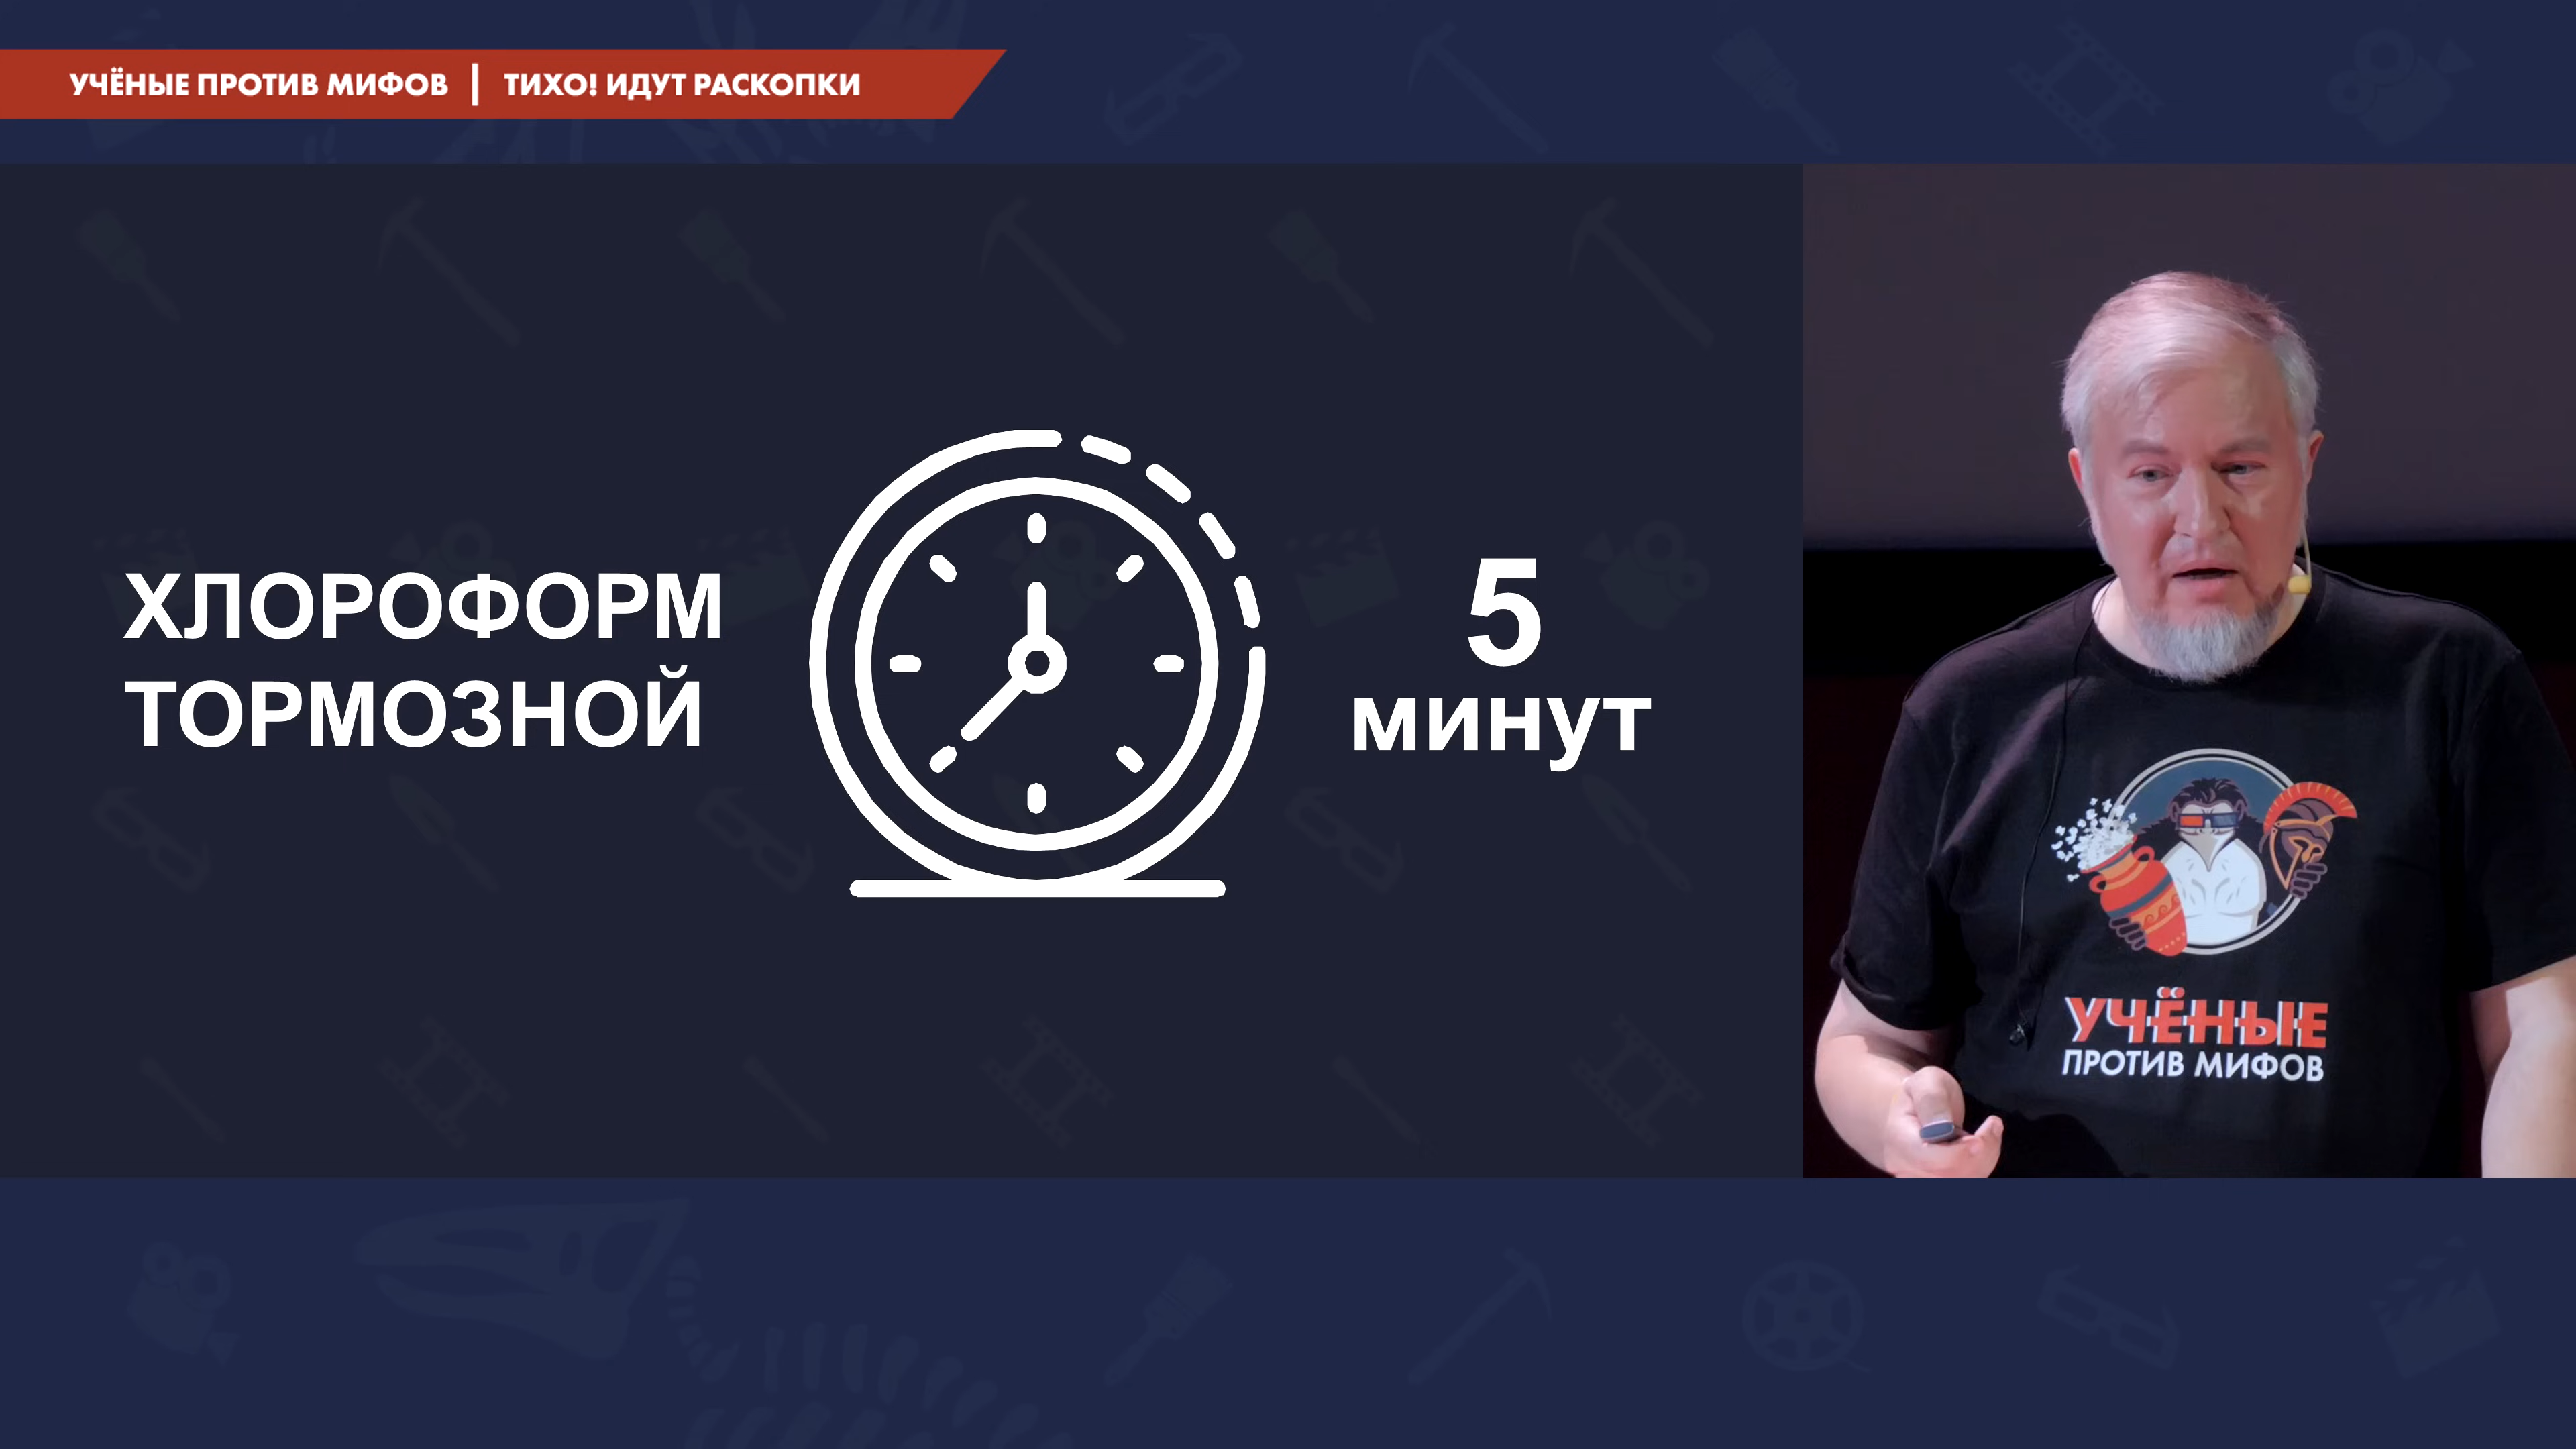 УЧЁНЫЕ ПРОТИВ МИФОВ | ТИХО! ИДУТ РАСКОПКИ
ХЛОРОФОРМ
ТОРМОЗНОЙ
5
минут
УЧЁНЫЕ
ПРОТИВ МИФОВ